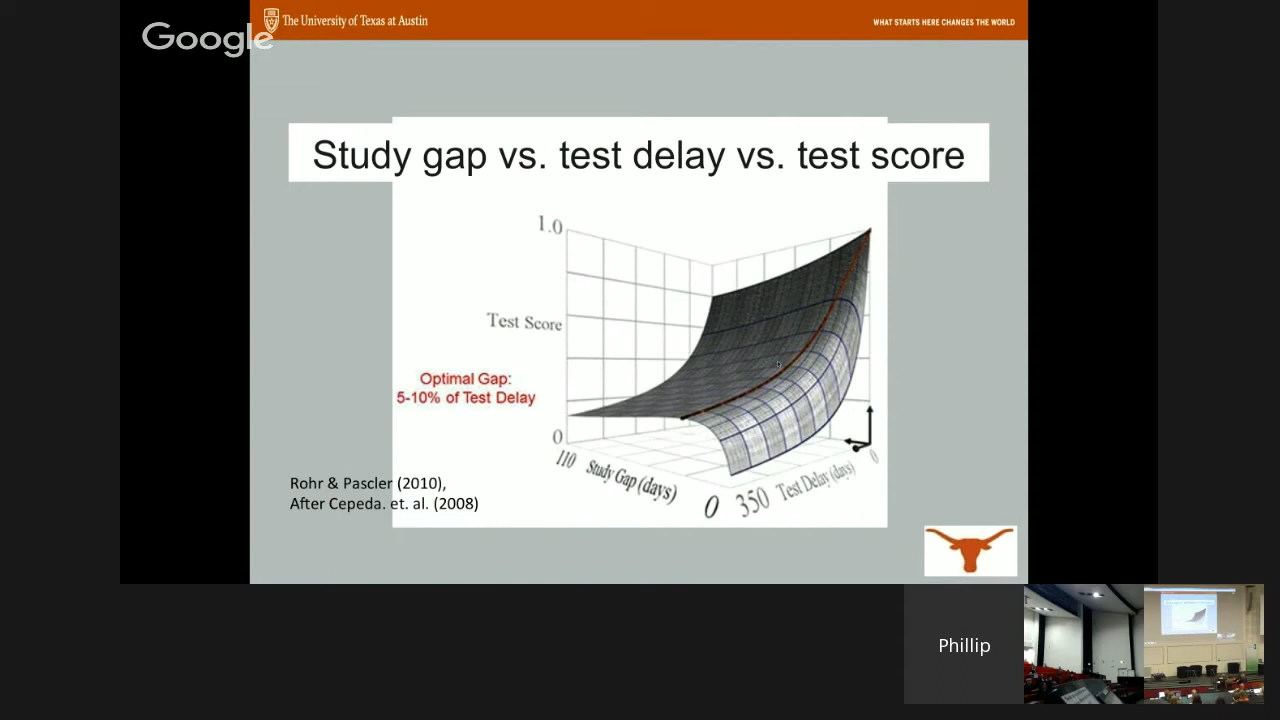 Google
The University of Texas at Austin
WHAT STARTS HERE CHANGES THE WORLD
Study gap vs. test delay vs. test score
1.0
Test Score
Optimal Gap:
5-10% of Test Delay
0
110
Study Gap (days)
0
350
Test Delay (days)
0
Rohr & Pascler (2010),
After Cepeda. et. al. (2008)
Phillip